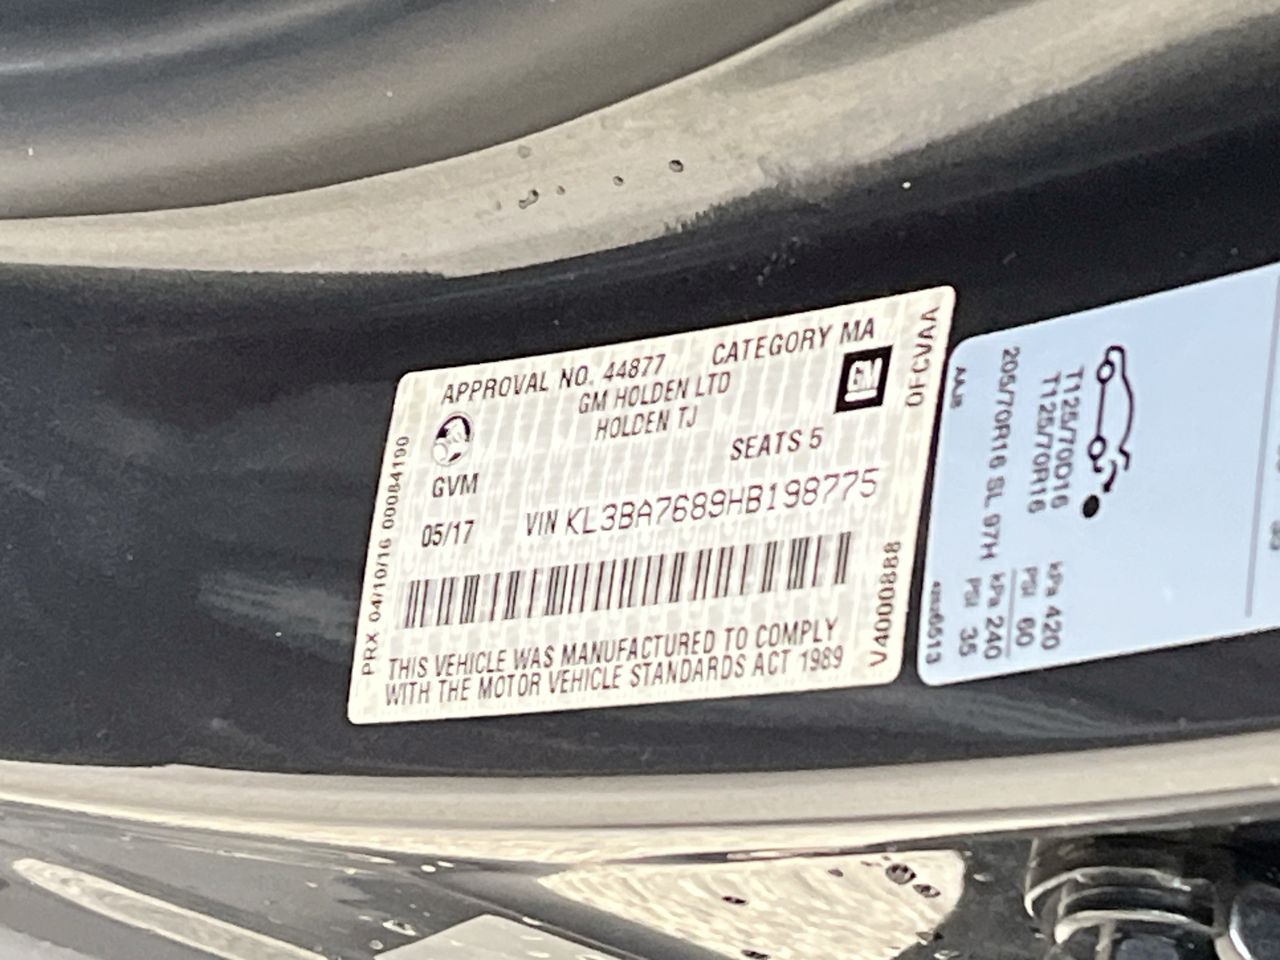 APPROVAL NO. 44877 CATEGORY MA
GM HOLDEN LTD
HOLDEN TJ
GM
SEATS 5
GVM
05/17 VIN KL3BA7689HB198775
THIS VEHICLE WAS MANUFACTURED TO COMPLY
WITH THE MOTOR VEHICLE STANDARDS ACT 1989
PRX 04/10/16 00084190
OFCVAA
V4000888
T125/70D16 kPa 420
T125/70R16 PSI 60
205/70R16 SL 97H kPa 240
PSI 35